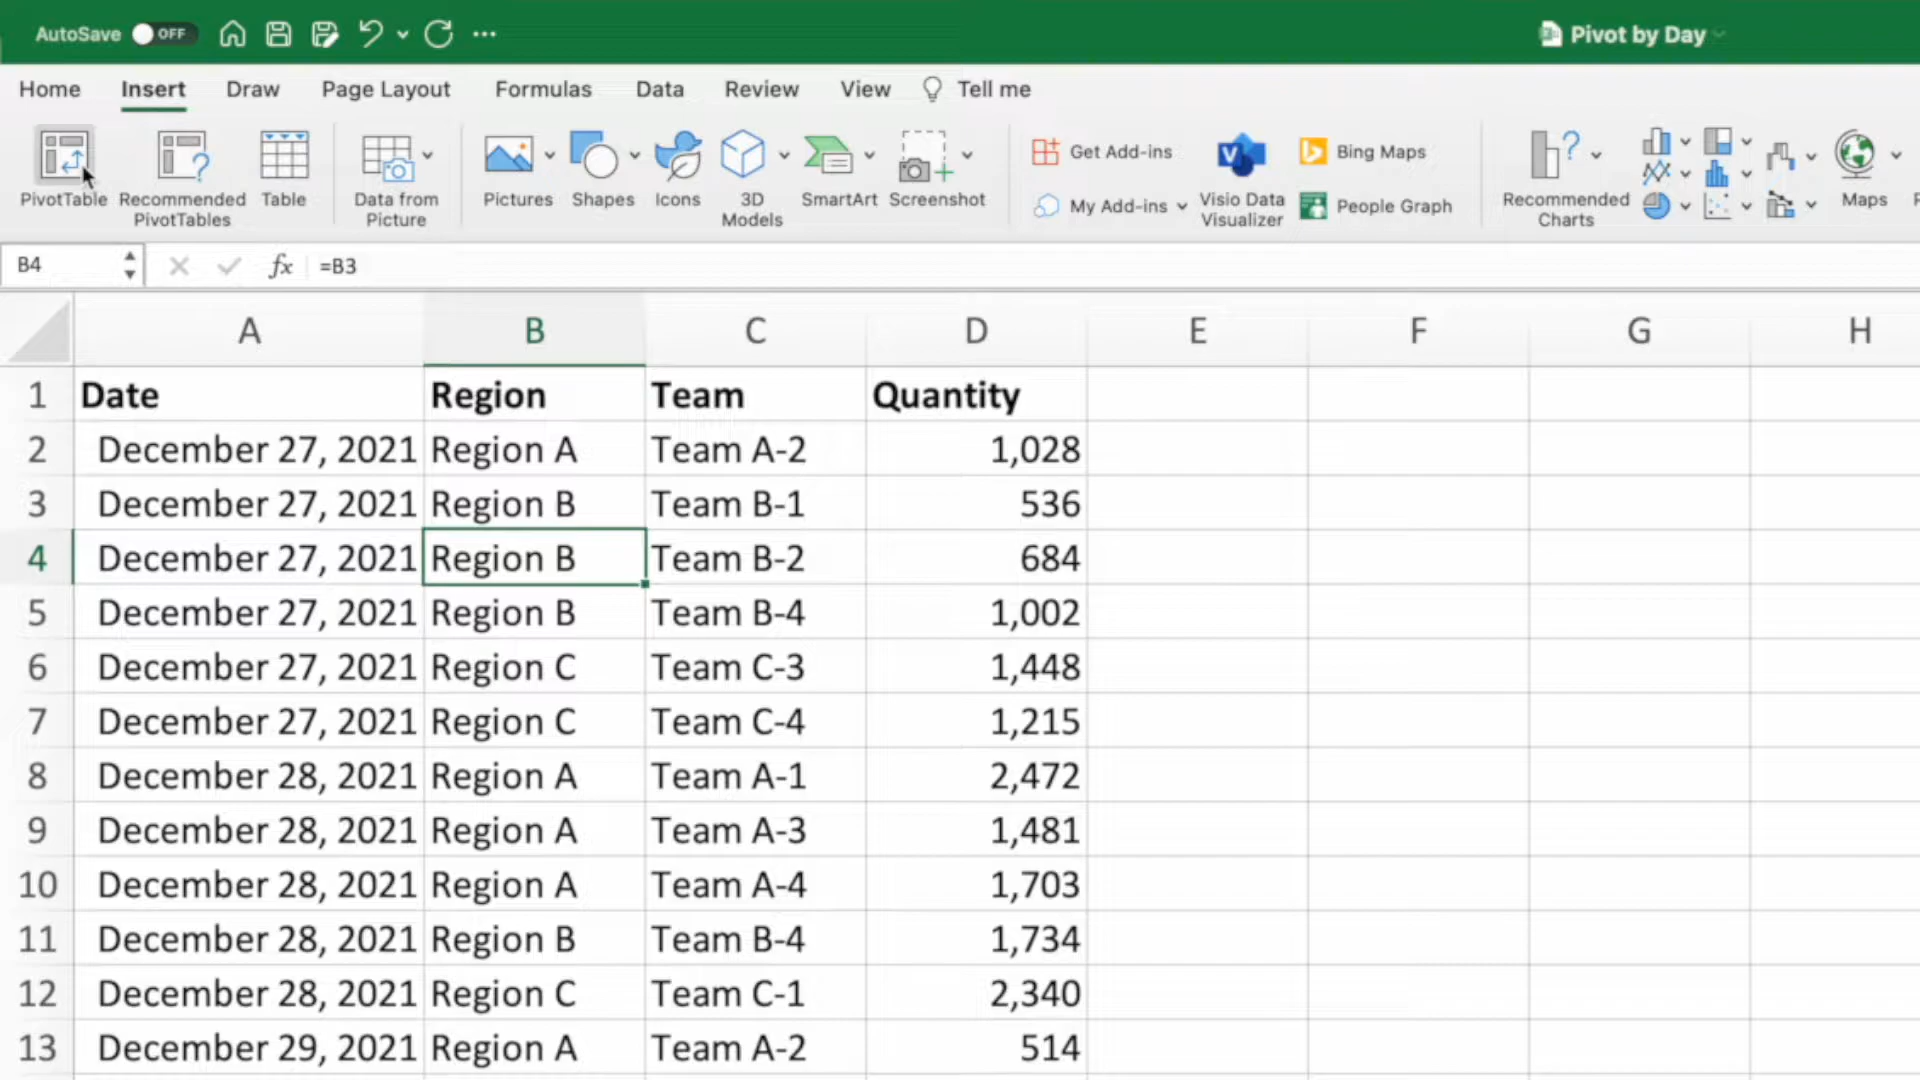 AutoSave OFF Pivot by Day
Home Insert Draw Page Layout Formulas Data Review View Tell me
PivotTable
Recommended
PivotTables
Table
Data from
Picture
Pictures
Shapes
Icons
3D
Models
SmartArt
Screenshot
Get Add-ins
My Add-ins
Visio Data
Visualizer
Bing Maps
People Graph
Recommended
Charts
Maps
B4 fx =B3
A B C D E F G H
1 Date Region Team Quantity
2 December 27, 2021 Region A Team A-2 1,028
3 December 27, 2021 Region B Team B-1 536
4 December 27, 2021 Region B Team B-2 684
5 December 27, 2021 Region B Team B-4 1,002
6 December 27, 2021 Region C Team C-3 1,448
7 December 27, 2021 Region C Team C-4 1,215
8 December 28, 2021 Region A Team A-1 2,472
9 December 28, 2021 Region A Team A-3 1,481
10 December 28, 2021 Region A Team A-4 1,703
11 December 28, 2021 Region B Team B-4 1,734
12 December 28, 2021 Region C Team C-1 2,340
13 December 29, 2021 Region A Team A-2 514